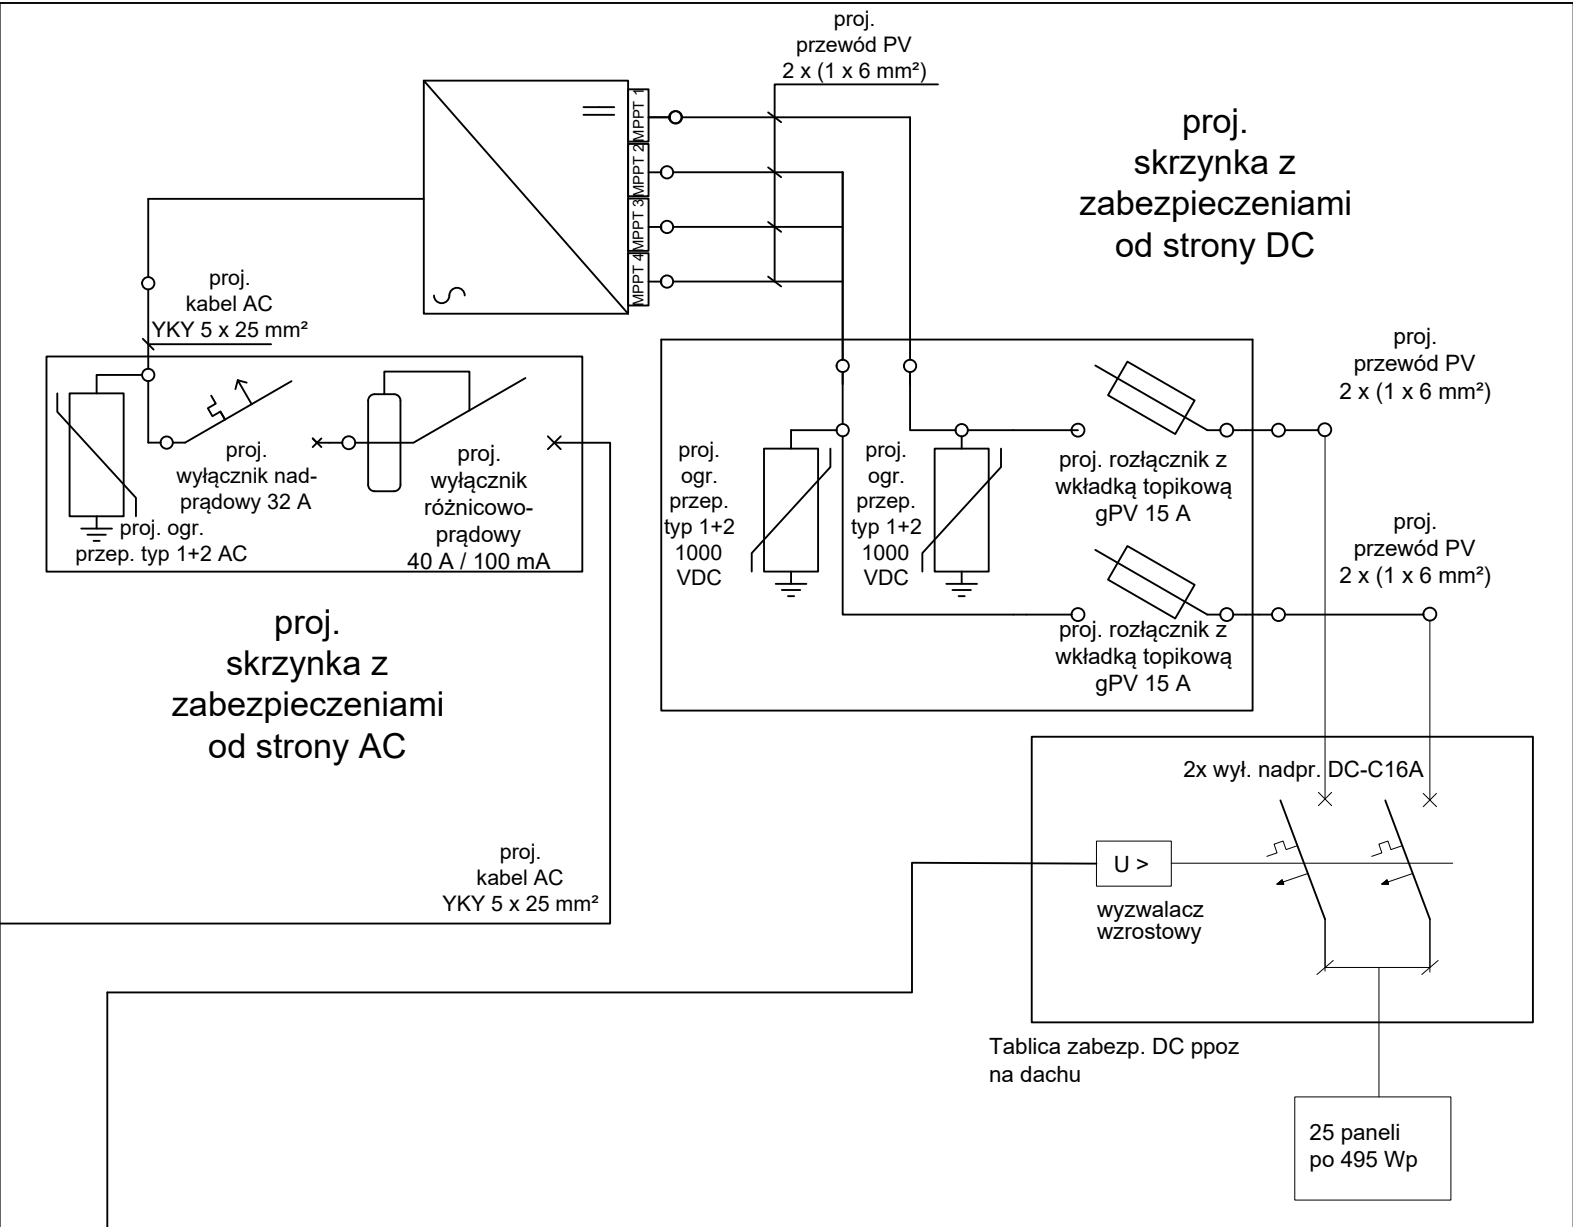 proj.
przewód PV
2 x (1 x 6 mm²)
MPPT 1
MPPT 2
MPPT 3
MPPT 4
proj.
skrzynka z
zabezpieczeniami
od strony DC
proj.
kabel AC
YKY 5 x 25 mm²
proj.
wyłącznik nad-
prądowy 32 A
proj.
wyłącznik
różnicowo-
prądowy
40 A / 100 mA
proj. ogr.
przep. typ 1+2 AC
proj.
skrzynka z
zabezpieczeniami
od strony AC
proj.
ogr.
przep.
typ 1+2
1000
VDC
proj.
ogr.
przep.
typ 1+2
1000
VDC
proj. rozłącznik z
wkładką topikową
gPV 15 A
proj. rozłącznik z
wkładką topikową
gPV 15 A
proj.
przewód PV
2 x (1 x 6 mm²)
proj.
przewód PV
2 x (1 x 6 mm²)
2x wył. nadpr. DC-C16A
U >
wyzwalacz
wzrostowy
proj.
kabel AC
YKY 5 x 25 mm²
Tablica zabezp. DC ppoz
na dachu
25 paneli
po 495 Wp